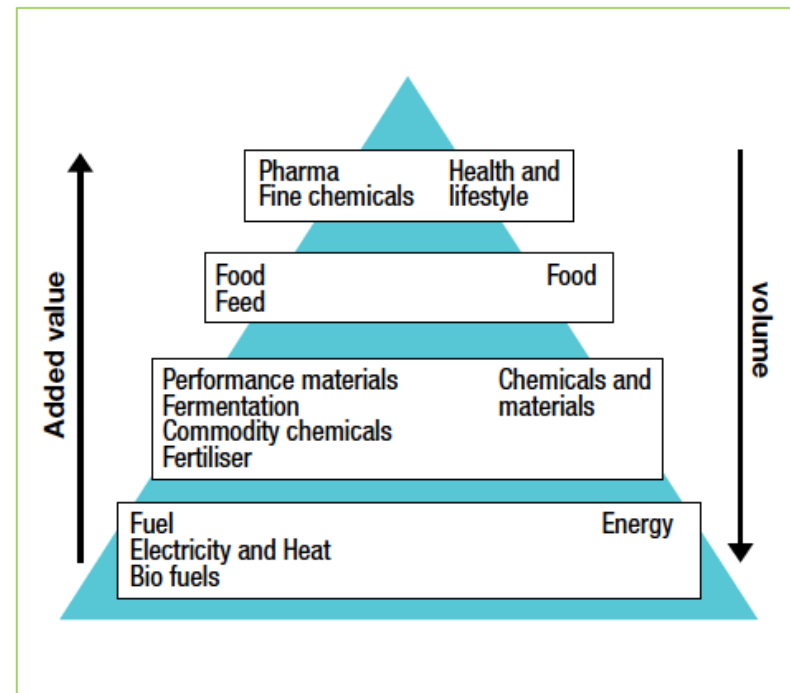 Pharma Health and
Fine chemicals lifestyle
Food Food
Feed
Performance materials Chemicals and
Fermentation materials
Commodity chemicals
Fertiliser
Fuel Energy
Electricity and Heat
Bio fuels
Added value
volume